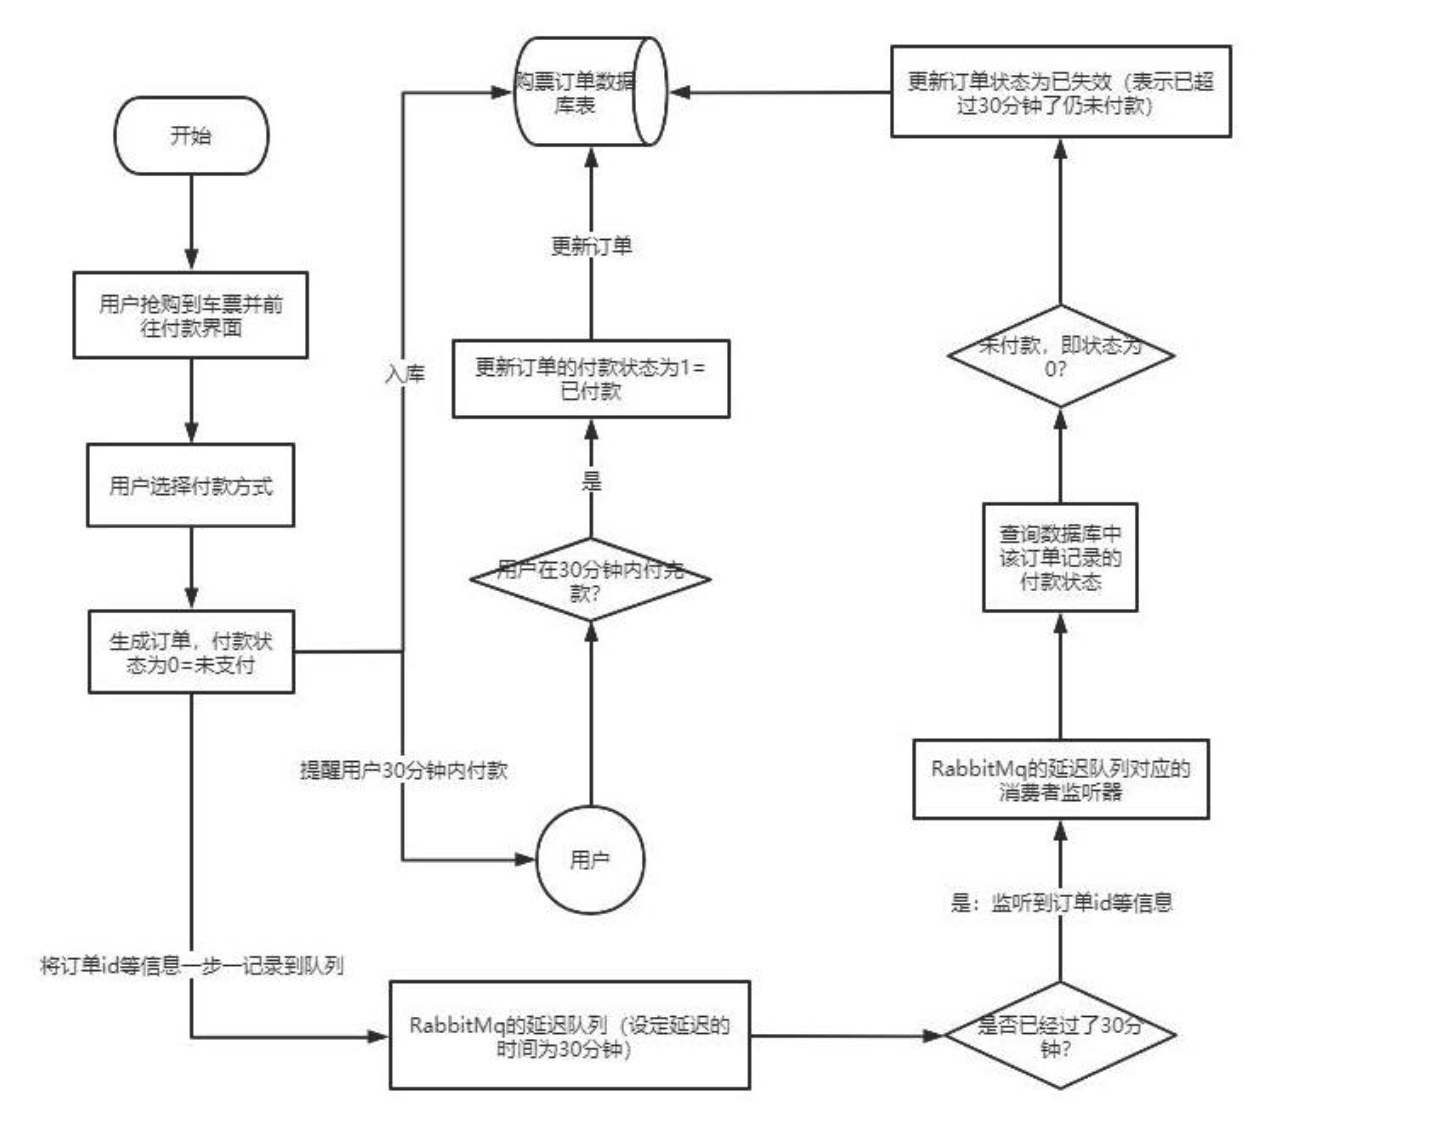 开始
用户抢购到车票并前
往付款界面
用户选择付款方式
生成订单，付款状
态为0=未支付
入库
提醒用户30分钟内付款
将订单id等信息一步一记录到队列
购票订单数据
库表
更新订单
更新订单的付款状态为1=
已付款
是
用户在30分钟内付完
款？
用户
RabbitMq的延迟队列（设定延迟的
时间为30分钟）
更新订单状态为已失效（表示已超
过30分钟了仍未付款）
未付款，即状态为
0？
查询数据库中
该订单记录的
付款状态
RabbitMq的延迟队列对应的
消费者监听器
是：监听到订单id等信息
是否已经过了30分
钟？